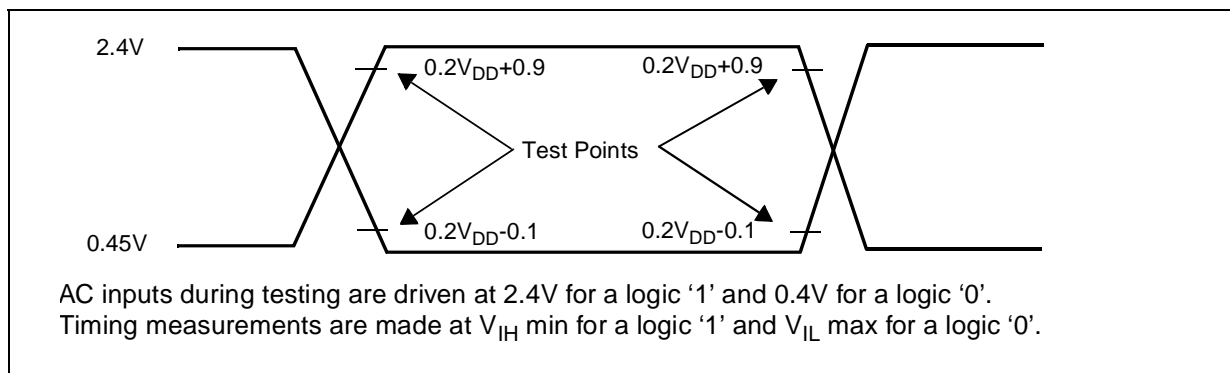 2.4V
0.2VDD+0.9 0.2VDD+0.9
Test Points
0.2VDD-0.1 0.2VDD-0.1
0.45V
AC inputs during testing are driven at 2.4V for a logic ‘1’ and 0.4V for a logic ‘0’.
Timing measurements are made at VIH min for a logic ‘1’ and VIL max for a logic ‘0’.